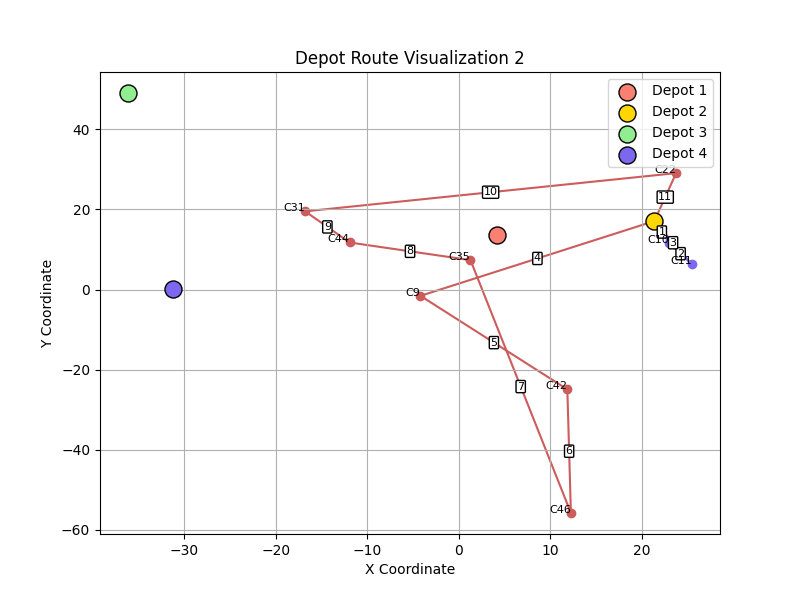 Depot Route Visualization 2
Depot 1
Depot 2
Depot 3
Depot 4
Y Coordinate
40
20
0
−20
−40
−60
C22
10
11
C31
9
C44
1
C10
3
2
C11
8
C35
4
C9
5
7
C42
6
C46
−30
−20
−10
0
10
20
X Coordinate